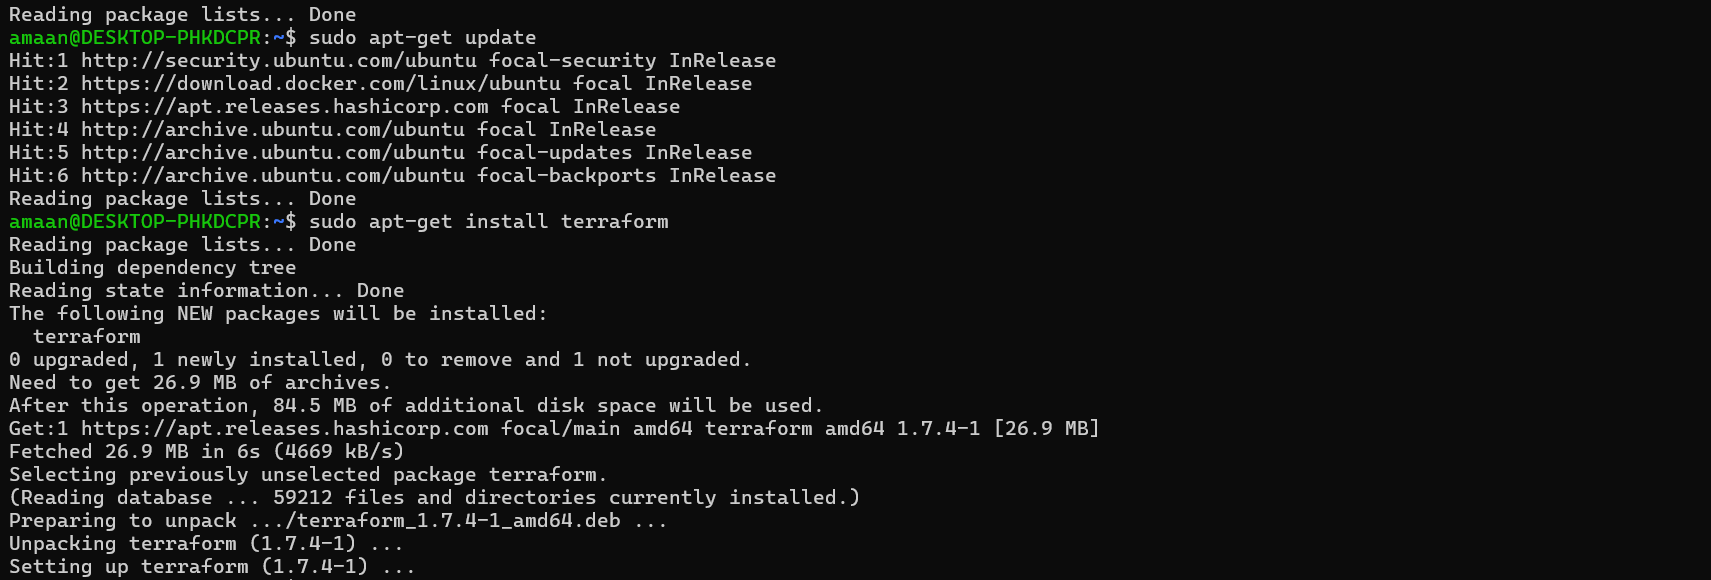 Reading package lists... Done
amaan@DESKTOP-PHKDCPR:~$ sudo apt-get update
Hit:1 http://security.ubuntu.com/ubuntu focal-security InRelease
Hit:2 https://download.docker.com/linux/ubuntu focal InRelease
Hit:3 https://apt.releases.hashicorp.com focal InRelease
Hit:4 http://archive.ubuntu.com/ubuntu focal InRelease
Hit:5 http://archive.ubuntu.com/ubuntu focal-updates InRelease
Hit:6 http://archive.ubuntu.com/ubuntu focal-backports InRelease
Reading package lists... Done
amaan@DESKTOP-PHKDCPR:~$ sudo apt-get install terraform
Reading package lists... Done
Building dependency tree
Reading state information... Done
The following NEW packages will be installed:
  terraform
0 upgraded, 1 newly installed, 0 to remove and 1 not upgraded.
Need to get 26.9 MB of archives.
After this operation, 84.5 MB of additional disk space will be used.
Get:1 https://apt.releases.hashicorp.com focal/main amd64 terraform amd64 1.7.4-1 [26.9 MB]
Fetched 26.9 MB in 6s (4669 kB/s)
Selecting previously unselected package terraform.
(Reading database ... 59212 files and directories currently installed.)
Preparing to unpack .../terraform_1.7.4-1_amd64.deb ...
Unpacking terraform (1.7.4-1) ...
Setting up terraform (1.7.4-1) ...